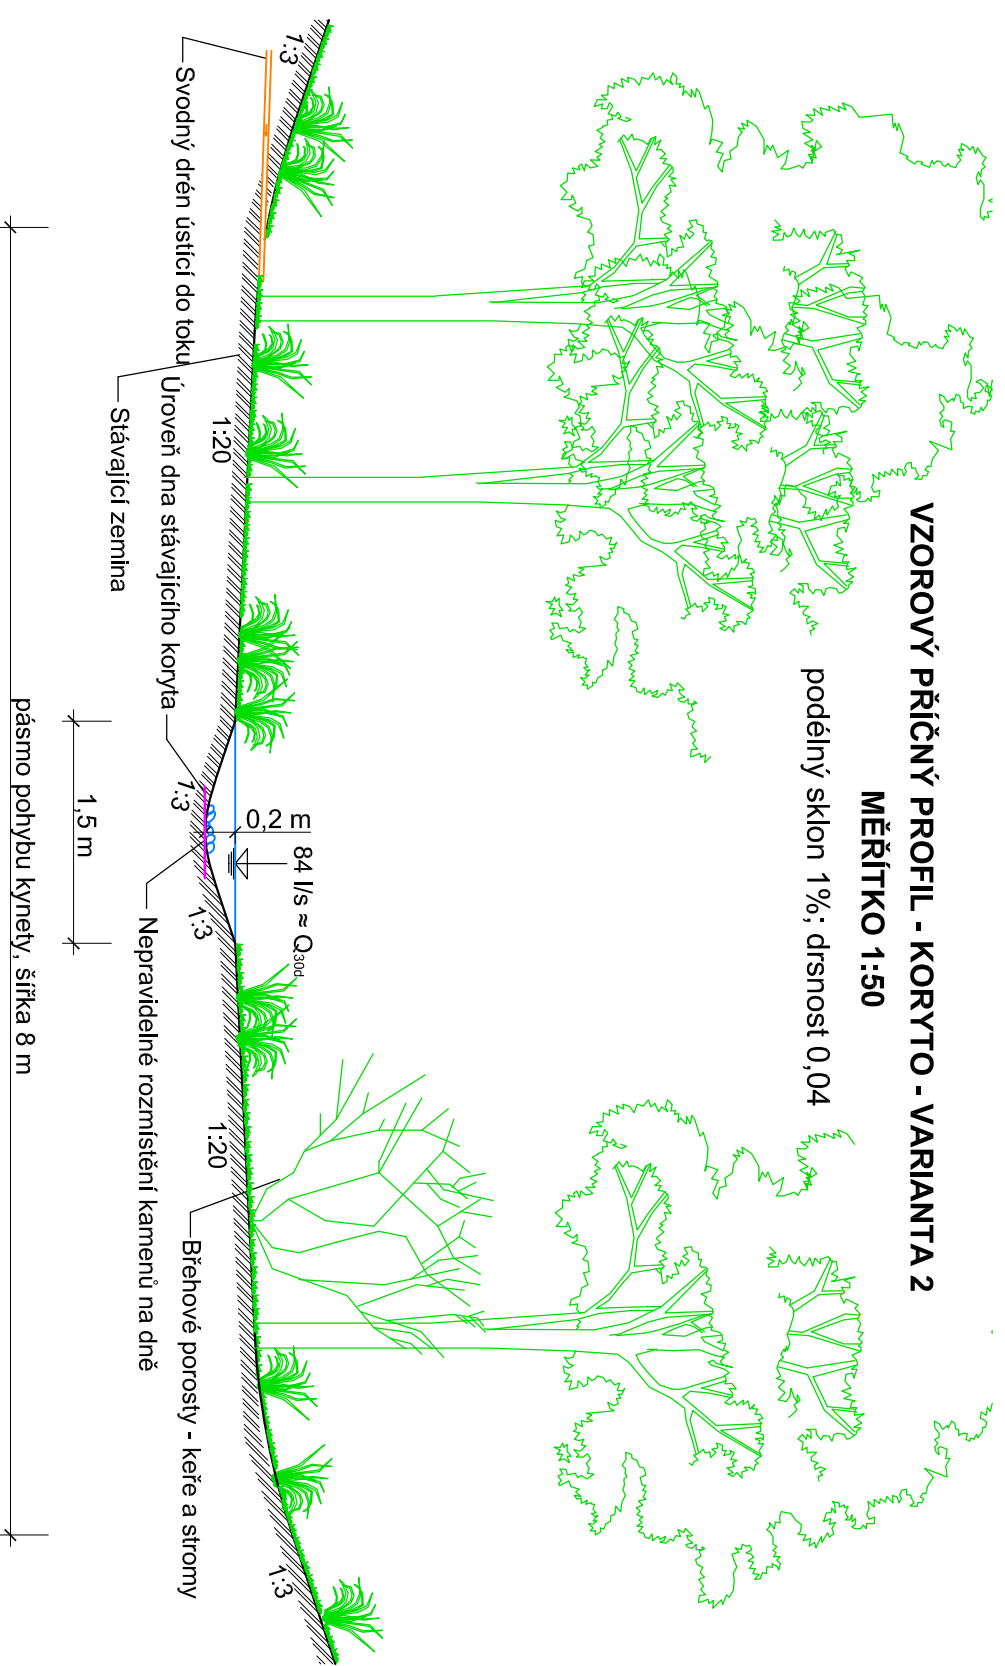 VZOROVÝ PŘÍČNÝ PROFIL - KORYTO - VARIANTA 2
MĚŘÍTKO 1:50
podélný sklon 1%; drsnost 0,04
1:3
Svodný drén ústící do toku
Stávající zemina
1:20
Úroveň dna stávajícího koryta
1:3
0,2 m
84 l/s ≈ Q30d
1:3
Nepravidelné rozmístění kamenů na dně
1:20
Břehové porosty - keře a stromy
1:3
1,5 m
pásmo pohybu kynety, šířka 8 m